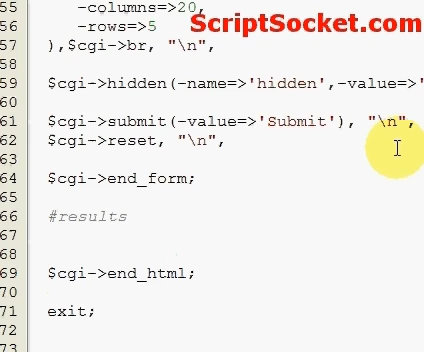 55 -columns=>20,
ScriptSocket.com
56 -rows=>5
57 ),$cgi->br, "\n",
58
59 $cgi->hidden(-name=>'hidden',-value=>'
60
61 $cgi->submit(-value=>'Submit'), "\n",
62 $cgi->reset, "\n",
63
64 $cgi->end_form;
65
66 #results
67
68
69 $cgi->end_html;
70
71 exit;
72
73